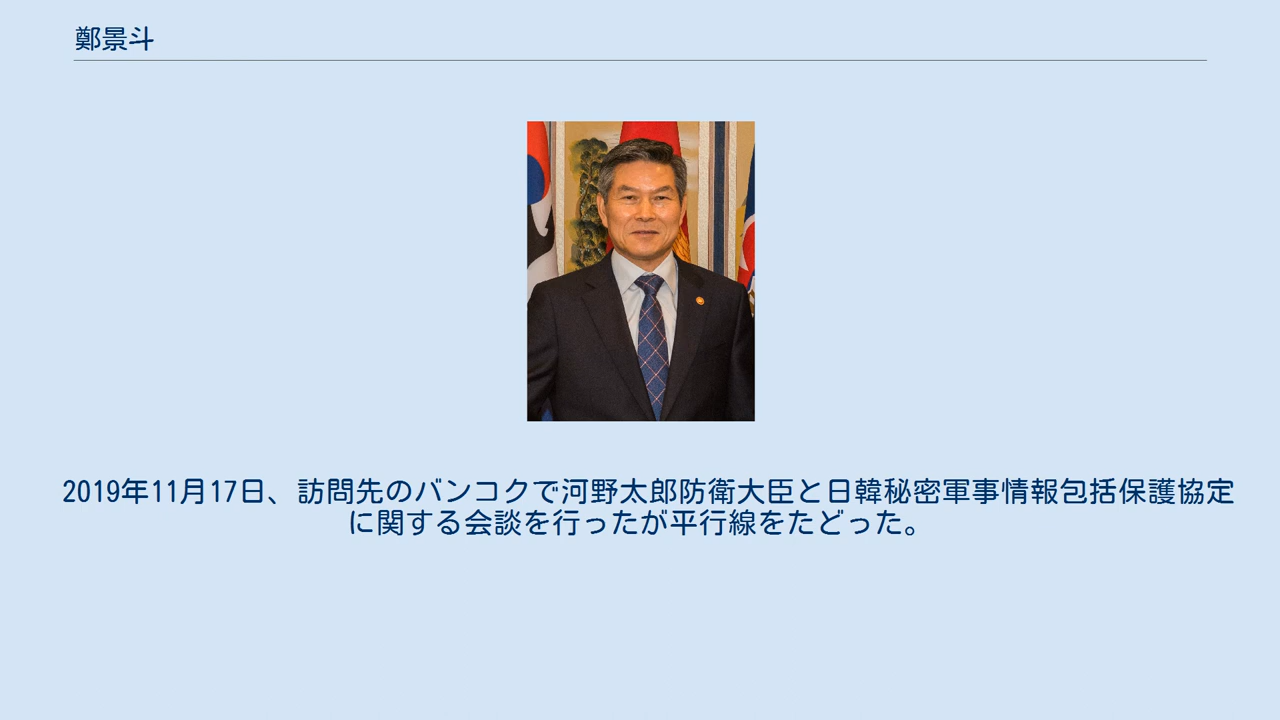 鄭景斗
2019年11月17日、訪問先のバンコクで河野太郎防衛大臣と日韓秘密軍事情報包括保護協定
に関する会談を行ったが平行線をたどった。